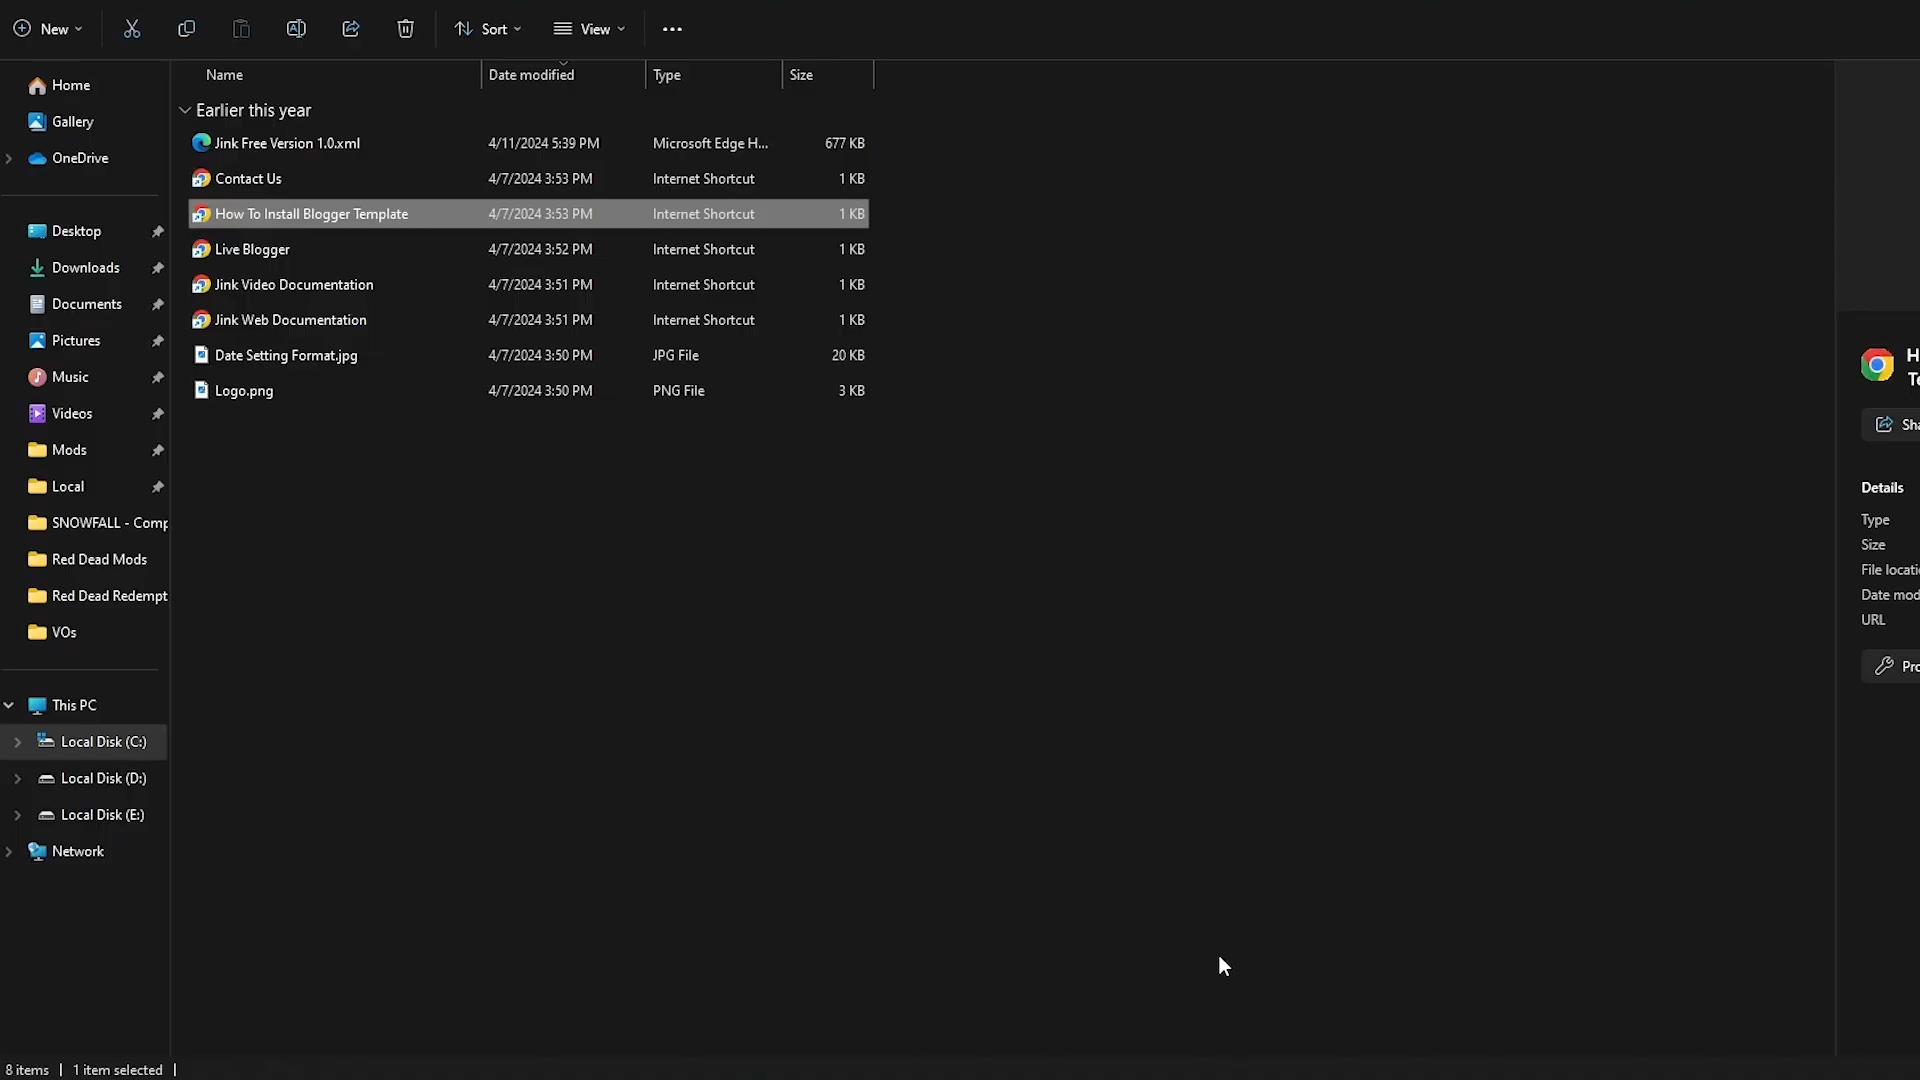 New Sort View
Name Date modified Type Size
Home
Gallery
OneDrive
Desktop
Downloads
Documents
Pictures
Music
Videos
Mods
Local
SNOWFALL - Comp
Red Dead Mods
Red Dead Redempt
VOs
This PC
Local Disk (C:)
Local Disk (D:)
Local Disk (E:)
Network
Earlier this year
Jink Free Version 1.0.xml 4/11/2024 5:39 PM Microsoft Edge H... 677 KB
Contact Us 4/7/2024 3:53 PM Internet Shortcut 1 KB
How To Install Blogger Template 4/7/2024 3:53 PM Internet Shortcut 1 KB
Live Blogger 4/7/2024 3:52 PM Internet Shortcut 1 KB
Jink Video Documentation 4/7/2024 3:51 PM Internet Shortcut 1 KB
Jink Web Documentation 4/7/2024 3:51 PM Internet Shortcut 1 KB
Date Setting Format.jpg 4/7/2024 3:50 PM JPG File 20 KB
Logo.png 4/7/2024 3:50 PM PNG File 3 KB
H
Te
Sha
Details
Type
Size
File locati
Date mod
URL
Pro
8 items | 1 item selected |